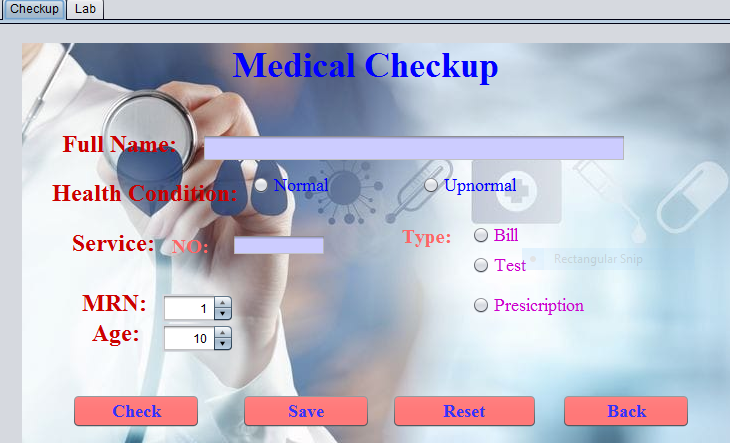 Checkup Lab
Medical Checkup
Full Name:
Health Condition: Normal Upnormal
Service: NO: Type: Bill
Rectangular Snip
Test
MRN: 1 Presicription
Age: 10
Check Save Reset Back